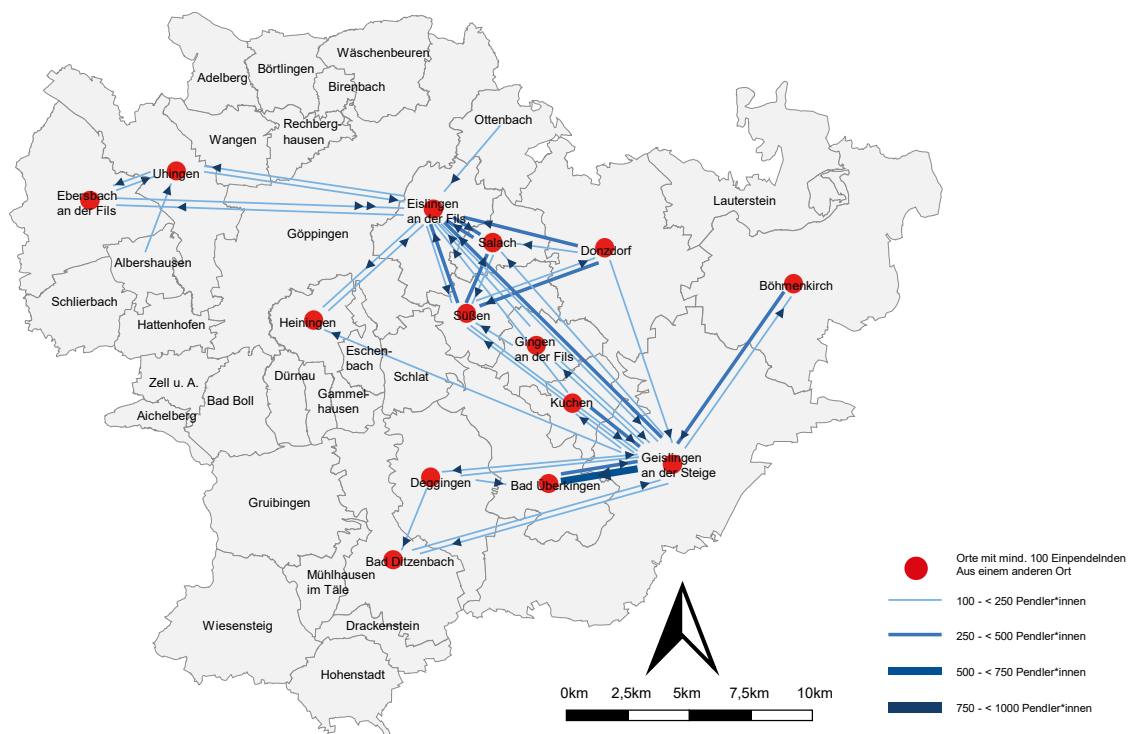 Wäschenbeuren
Börtlingen
Adelberg
Birenbach
Ottenbach
Rechberg-
hausen
Wangen
Uhingen
Ebersbach
an der Fils
Lauterstein
Eislingen
an der Fils
Göppingen
Salach
Donzdorf
Albershausen
Böhmenkirch
Schlierbach
Süßen
Heiningen
Hattenhofen
Gingen
an der Fils
Eschen-
bach
Schlat
Dürnau
Zell u. A.
Gammel-
hausen
Bad Boll
Kuchen
Aichelberg
Geislingen
an der Steige
Deggingen
Bad Überkingen
Gruibingen
Bad Ditzenbach
Mühlhausen
im Täle
Wiesensteig
Drackenstein
Hohenstadt
Orte mit mind. 100 Einpendelnden
Aus einem anderen Ort
100 - < 250 Pendler*innen
250 - < 500 Pendler*innen
500 - < 750 Pendler*innen
750 - < 1000 Pendler*innen
0km 2,5km 5km 7,5km 10km